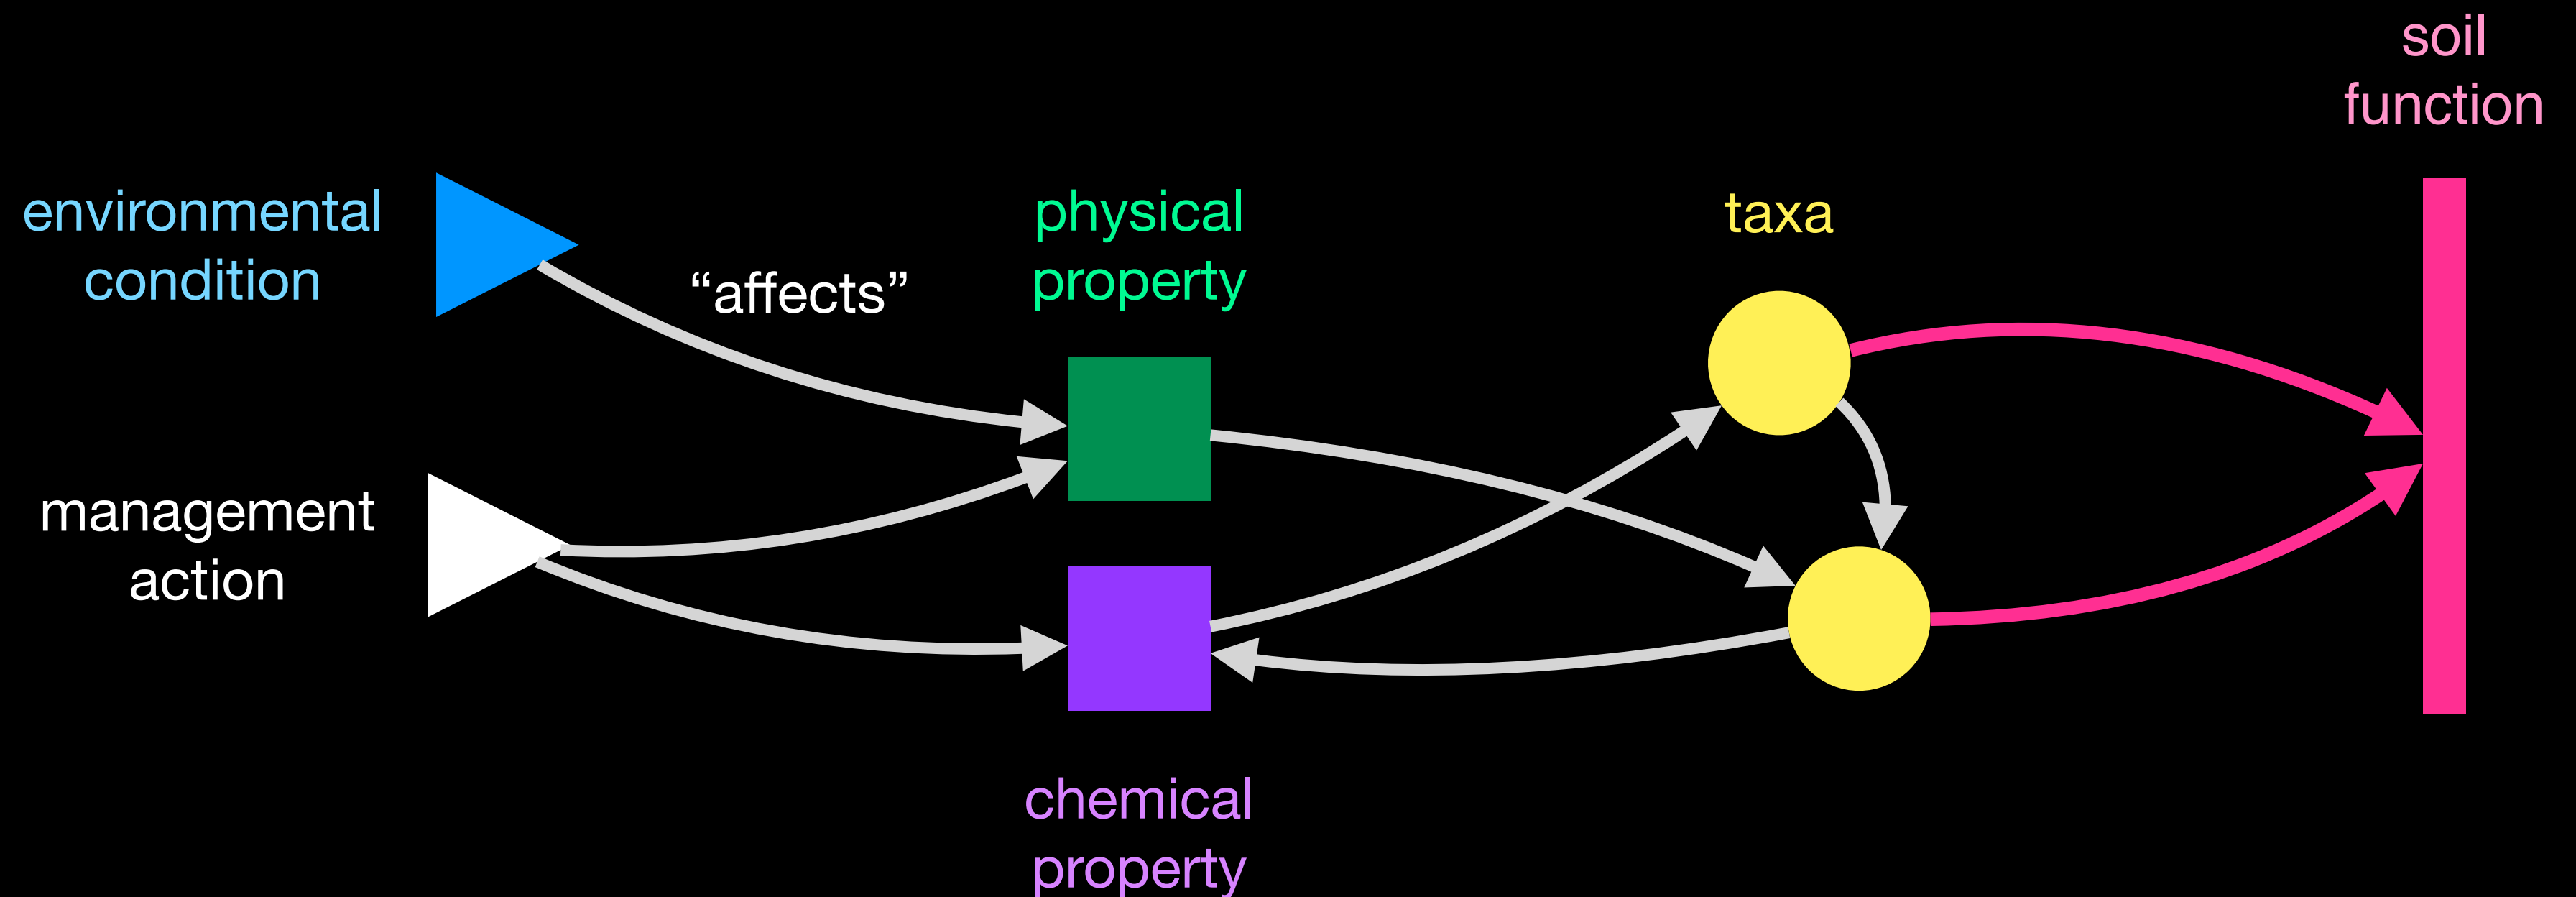 soil
function
environmental
condition
“affects”
physical
property
taxa
management
action
chemical
property